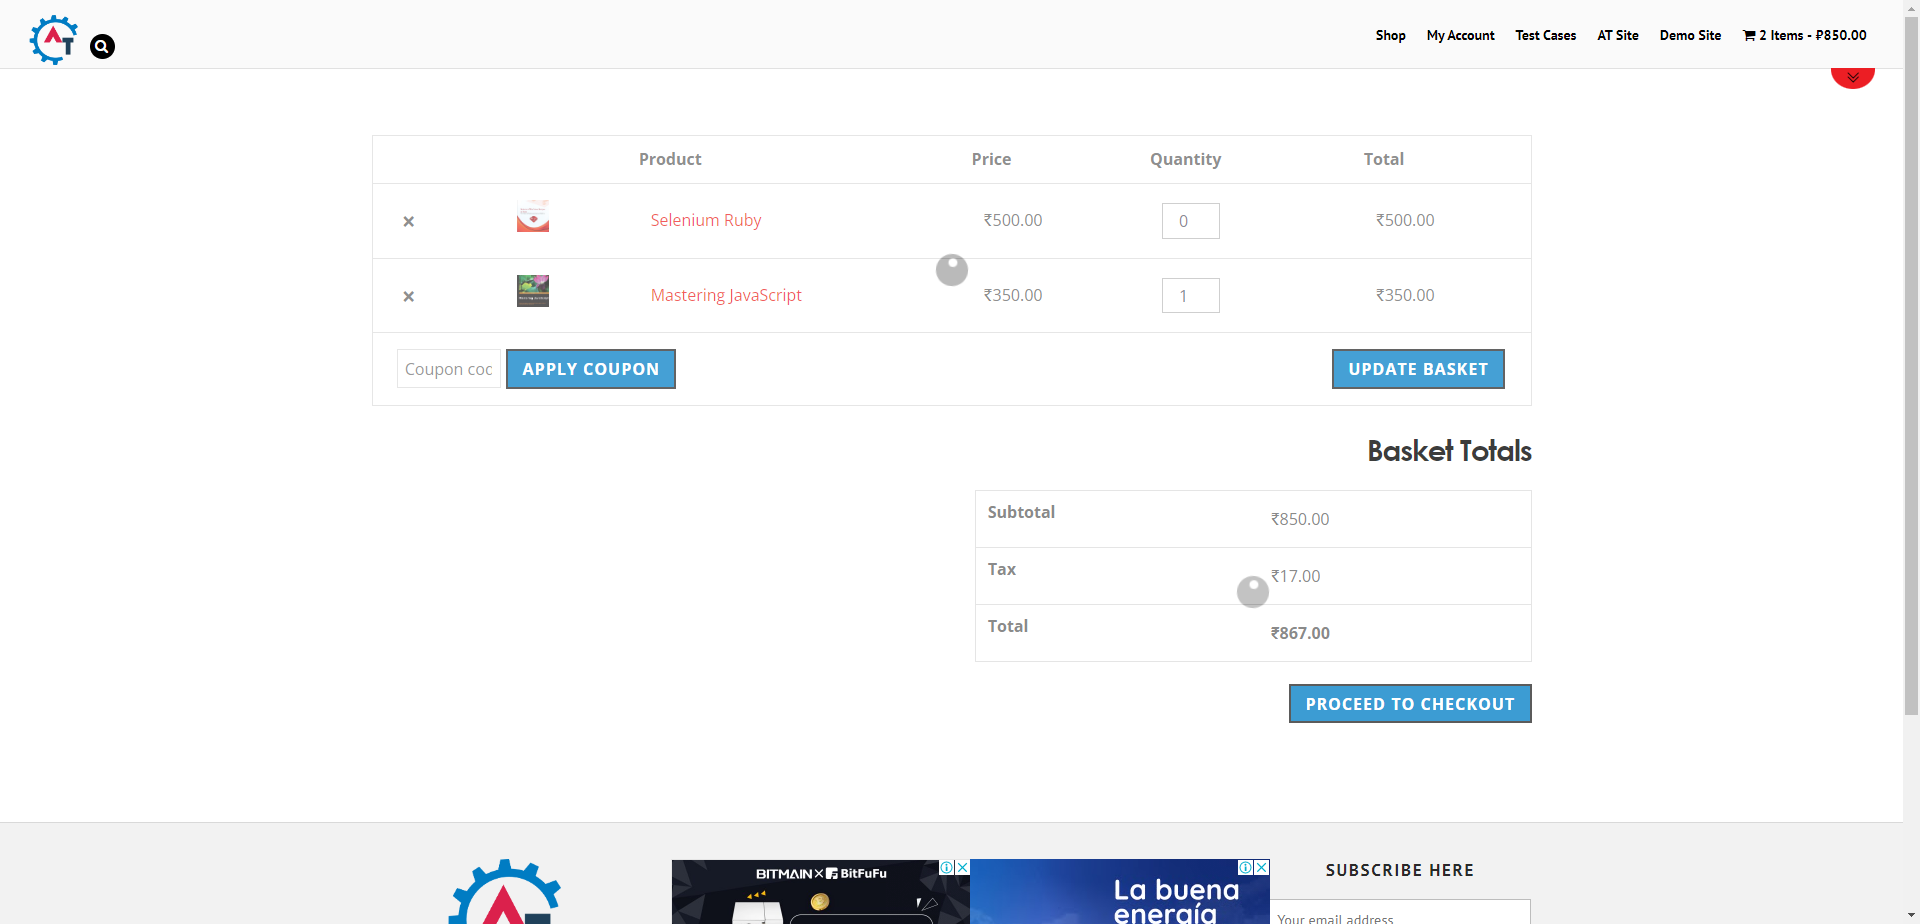 AT
Shop My Account Test Cases AT Site Demo Site 2 Items - ₽850.00
Product Price Quantity Total
× Selenium Ruby ₹500.00 0 ₹500.00
× Mastering JavaScript ₹350.00 1 ₹350.00
Coupon coc APPLY COUPON UPDATE BASKET
Basket Totals
Subtotal ₹850.00
Tax ₹17.00
Total ₹867.00
PROCEED TO CHECKOUT
BITMAIN × BitFuFu
La buena
energía
SUBSCRIBE HERE
Your email address